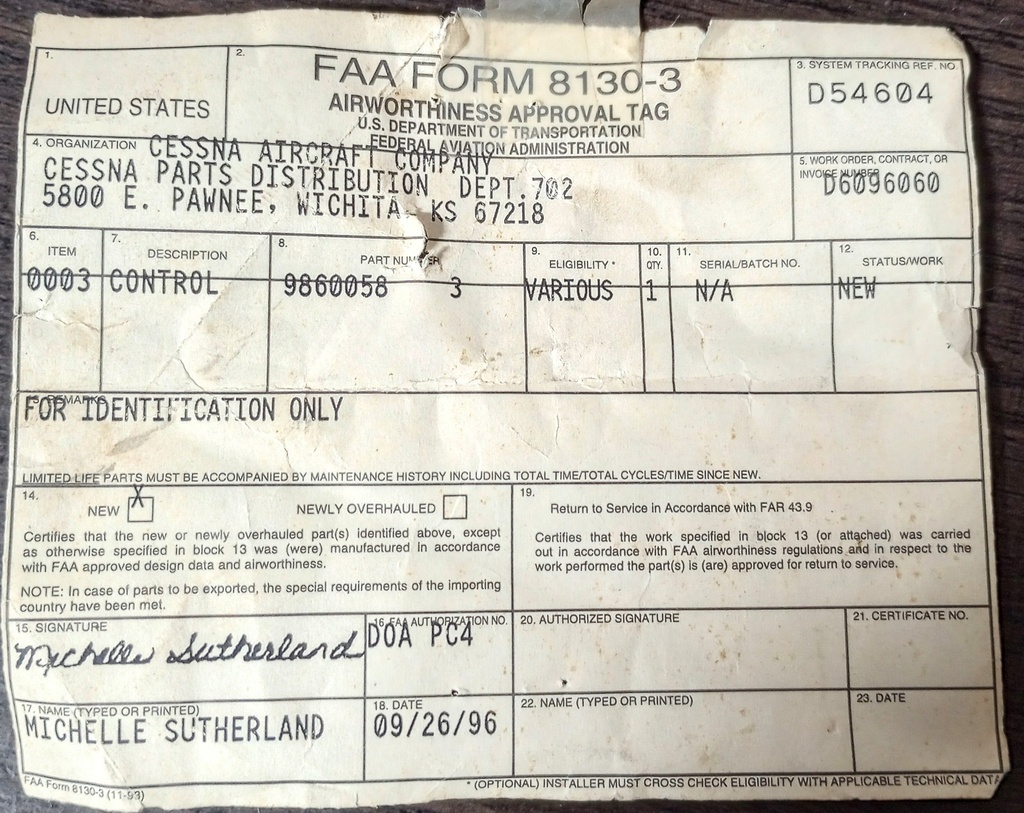 1.
UNITED STATES
2.
FAA FORM 8130-3
AIRWORTHINESS APPROVAL TAG
U.S. DEPARTMENT OF TRANSPORTATION
FEDERAL AVIATION ADMINISTRATION
3. SYSTEM TRACKING REF. NO.
D54604
4. ORGANIZATION CESSNA AIRCRAFT COMPANY
CESSNA PARTS DISTRIBUTION DEPT.702
5800 E. PAWNEE, WICHITA KS 67218
5. WORK ORDER, CONTRACT, OR
INVOICE NUMBER
D6096060
6. ITEM
0003
7. DESCRIPTION
CONTROL
8. PART NUMBER
9860058 3
9. ELIGIBILITY *
VARIOUS
10. QTY.
1
11. SERIAL/BATCH NO.
N/A
12. STATUS/WORK
NEW
13. REMARKS
FOR IDENTIFICATION ONLY
LIMITED LIFE PARTS MUST BE ACCOMPANIED BY MAINTENANCE HISTORY INCLUDING TOTAL TIME/TOTAL CYCLES/TIME SINCE NEW.
14.
NEW X NEWLY OVERHAULED
Certifies that the new or newly overhauled part(s) identified above, except
as otherwise specified in block 13 was (were) manufactured in accordance
with FAA approved design data and airworthiness.
NOTE: In case of parts to be exported, the special requirements of the importing
country have been met.
19.
Return to Service in Accordance with FAR 43.9
Certifies that the work specified in block 13 (or attached) was carried
out in accordance with FAA airworthiness regulations and in respect to the
work performed the part(s) is (are) approved for return to service.
15. SIGNATURE
Michelle Sutherland
16. FAA AUTHORIZATION NO.
DOA PC4
20. AUTHORIZED SIGNATURE
21. CERTIFICATE NO.
17. NAME (TYPED OR PRINTED)
MICHELLE SUTHERLAND
18. DATE
09/26/96
22. NAME (TYPED OR PRINTED)
23. DATE
FAA Form 8130-3 (11-93)
* (OPTIONAL) INSTALLER MUST CROSS CHECK ELIGIBILITY WITH APPLICABLE TECHNICAL DATA